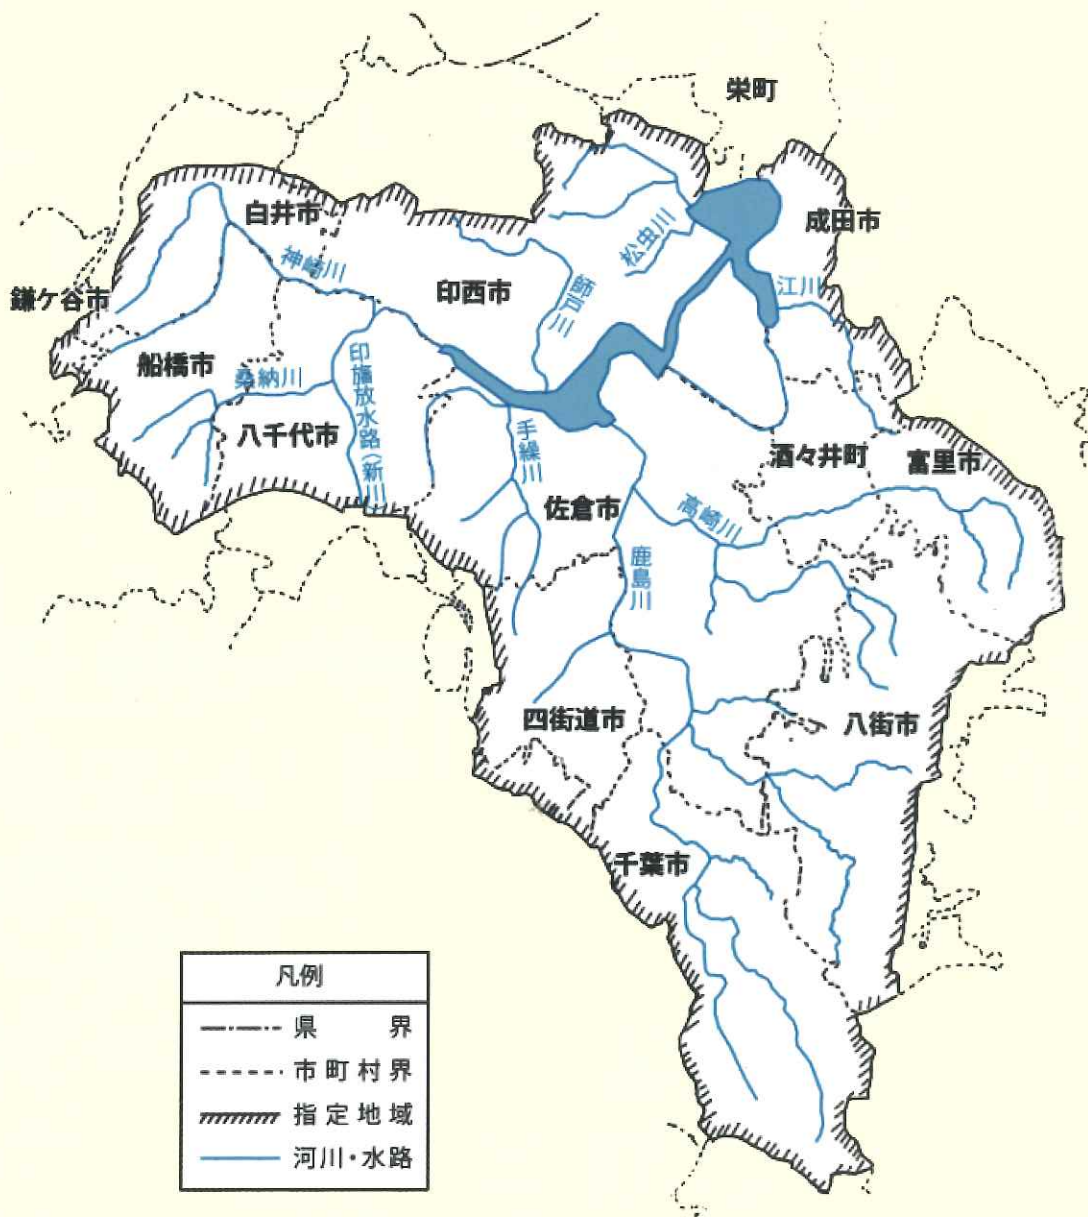 栄町
白井市
成田市
松虫川
神崎川
師戸川
江川
印西市
鎌ケ谷市
船橋市
桑納川
印旛放水路(新川)
八千代市
手繰川
酒々井町
富里市
佐倉市
高崎川
鹿島川
四街道市
八街市
千葉市
凡例
県界
市町村界
指定地域
河川・水路